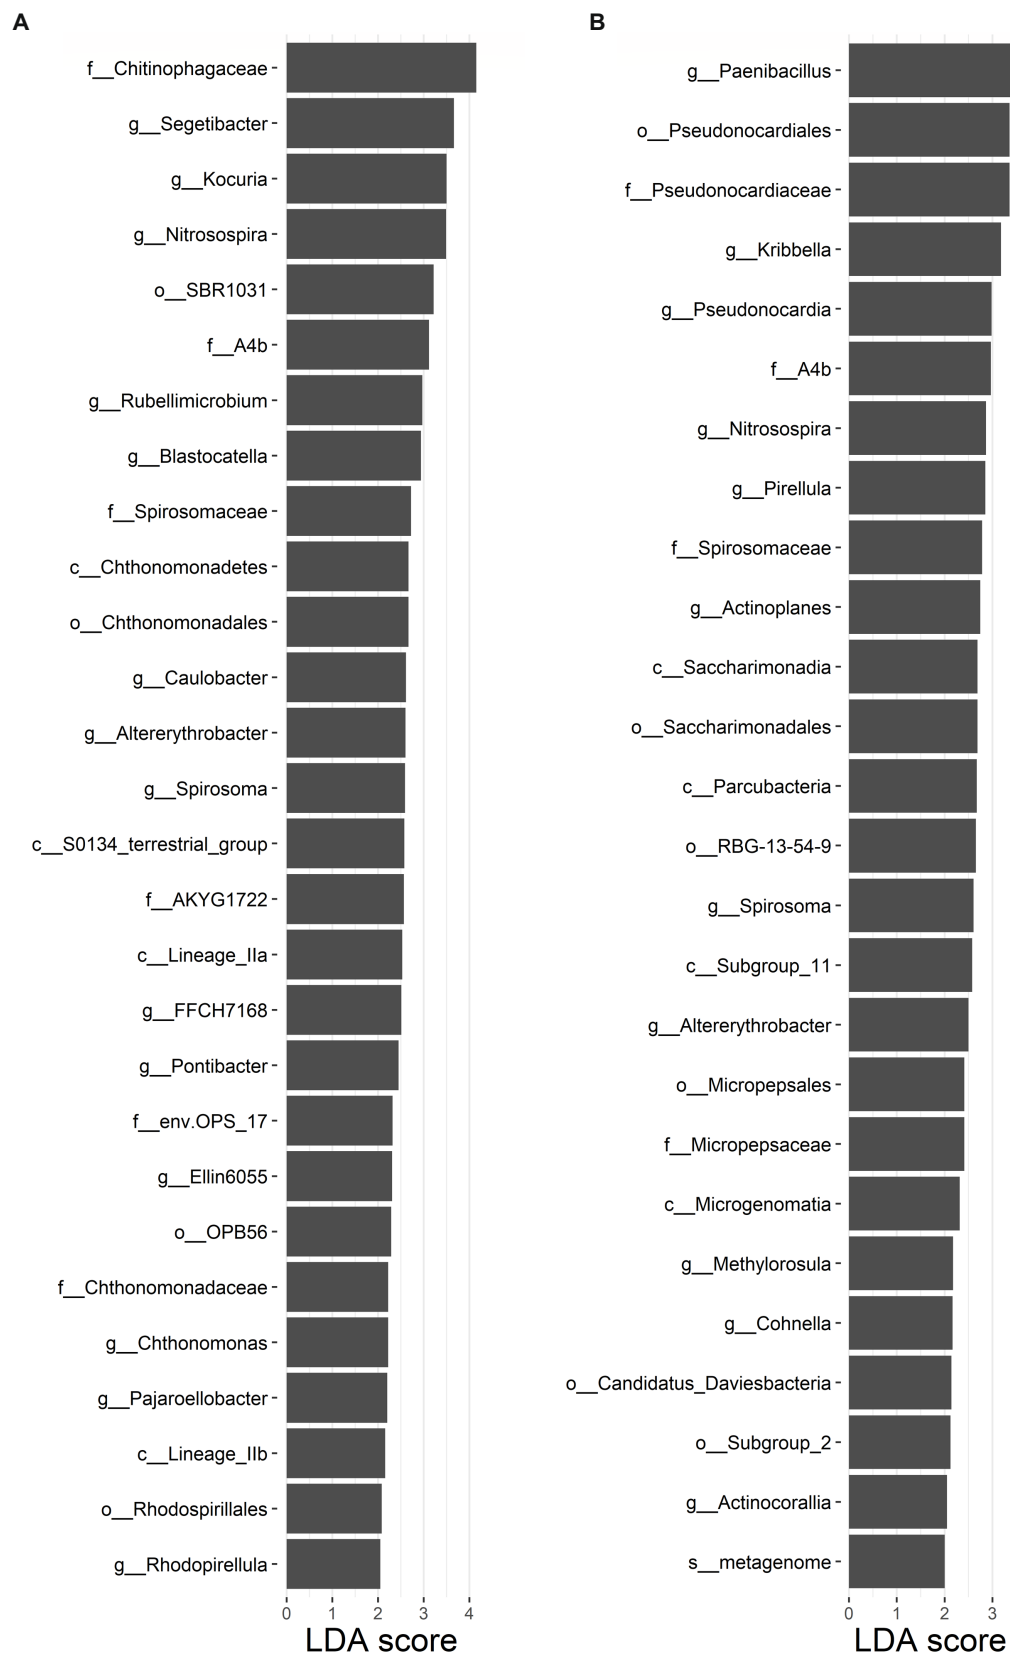 A
f__Chitinophagaceae
g__Segetibacter
g__Kocuria
g__Nitrosospira
o__SBR1031
f__A4b
g__Rubellimicrobium
g__Blastocatella
f__Spirosomaceae
c__Chthonomonadetes
o__Chthonomonadales
g__Caulobacter
g__Altererythrobacter
g__Spirosoma
c__S0134_terrestrial_group
f__AKYG1722
c__Lineage_IIa
g__FFCH7168
g__Pontibacter
f__env.OPS_17
g__Ellin6055
o__OPB56
f__Chthonomonadaceae
g__Chthonomonas
g__Pajaroellobacter
c__Lineage_IIb
o__Rhodospirillales
g__Rhodopirellula
0 1 2 3 4
LDA score
B
g__Paenibacillus
o__Pseudonocardiales
f__Pseudonocardiaceae
g__Kribbella
g__Pseudonocardia
f__A4b
g__Nitrosospira
g__Pirellula
f__Spirosomaceae
g__Actinoplanes
c__Saccharimonadia
o__Saccharimonadales
c__Parcubacteria
o__RBG-13-54-9
g__Spirosoma
c__Subgroup_11
g__Altererythrobacter
o__Micropepsales
f__Micropepsaceae
c__Microgenomatia
g__Methylorosula
g__Cohnella
o__Candidatus_Daviesbacteria
o__Subgroup_2
g__Actinocorallia
s__metagenome
0 1 2 3
LDA score